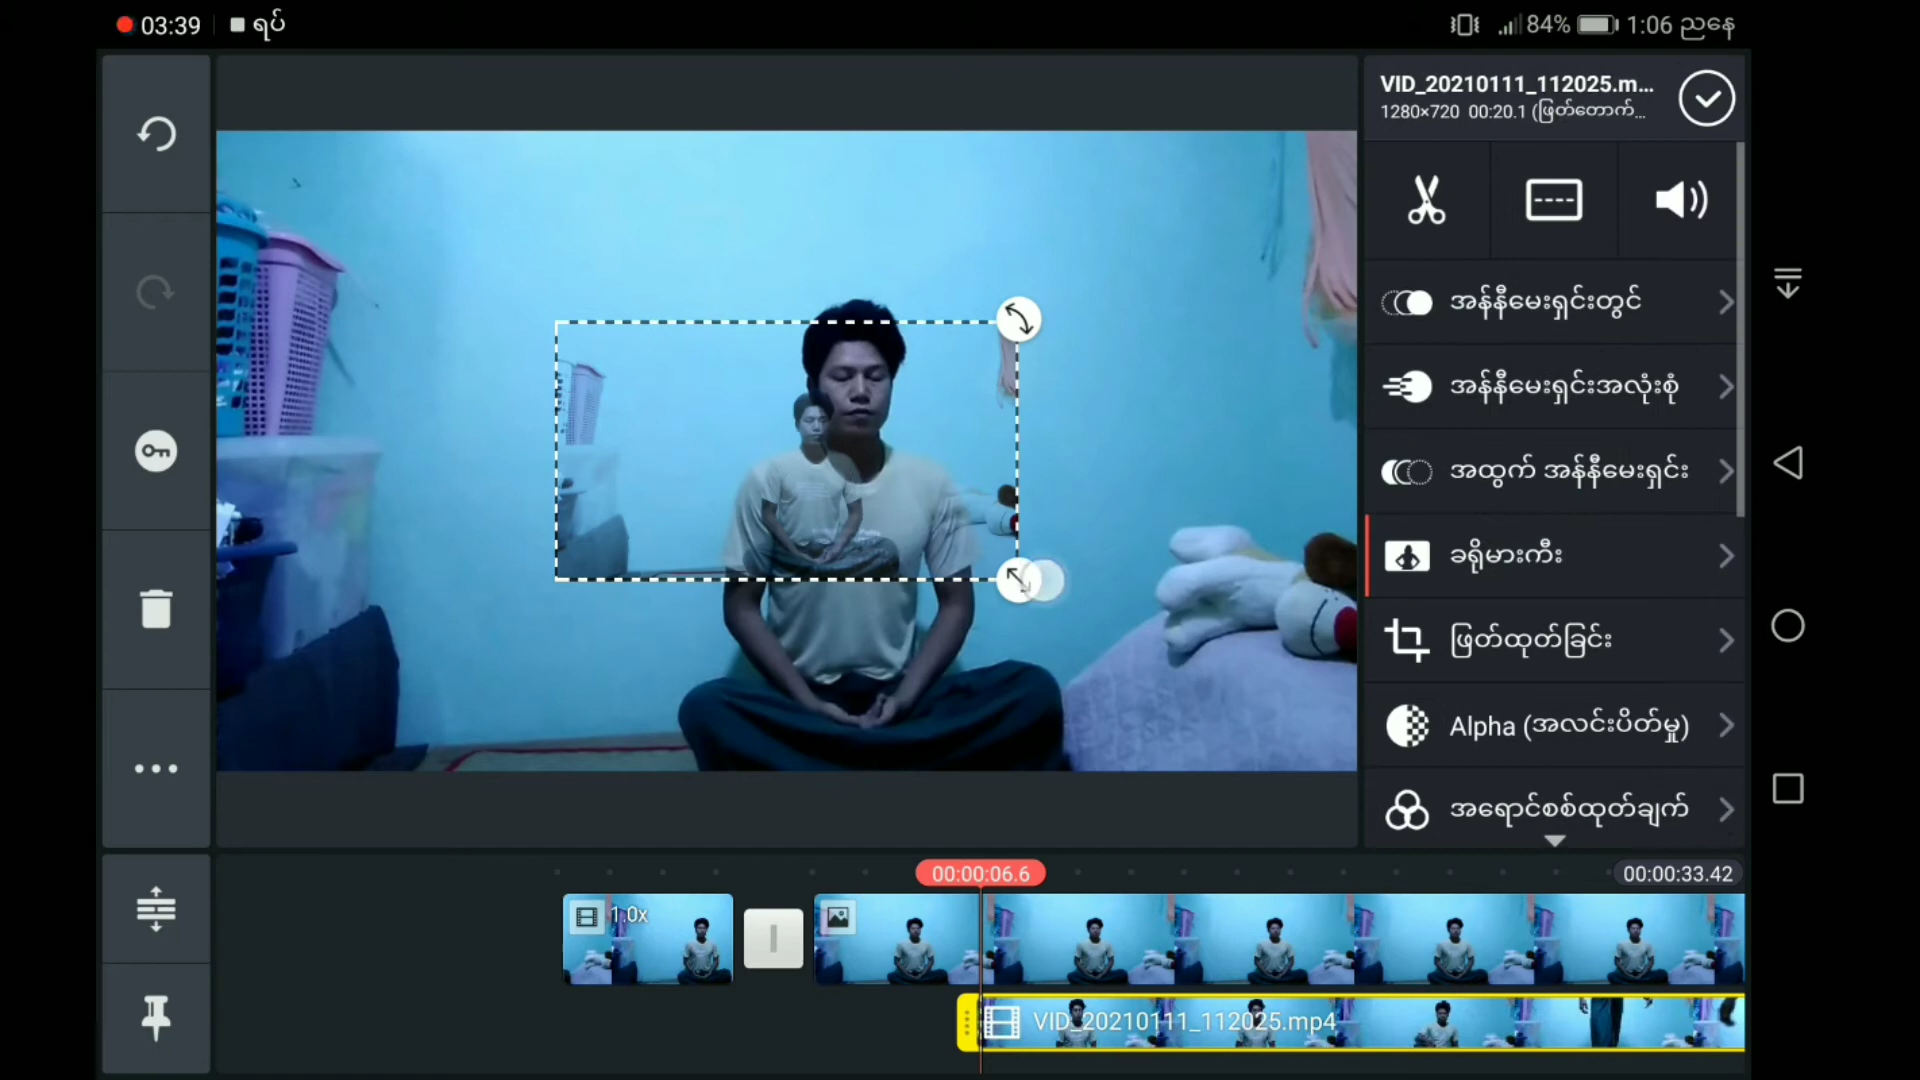 03:39 ရပ်
84% 1:06 ညနေ
VID_20210111_112025.m...
1280×720 00:20.1 (ဖြတ်တောက်...
အန်နီမေးရှင်းတွင်
အန်နီမေးရှင်းအလုံးစုံ
အထွက် အန်နီမေးရှင်း
ခရိုမားကီး
ဖြတ်ထုတ်ခြင်း
Alpha (အလင်းပိတ်မှု)
အရောင်စစ်ထုတ်ချက်
00:00:06.6
00:00:33.42
1.0x
VID_20210111_112025.mp4